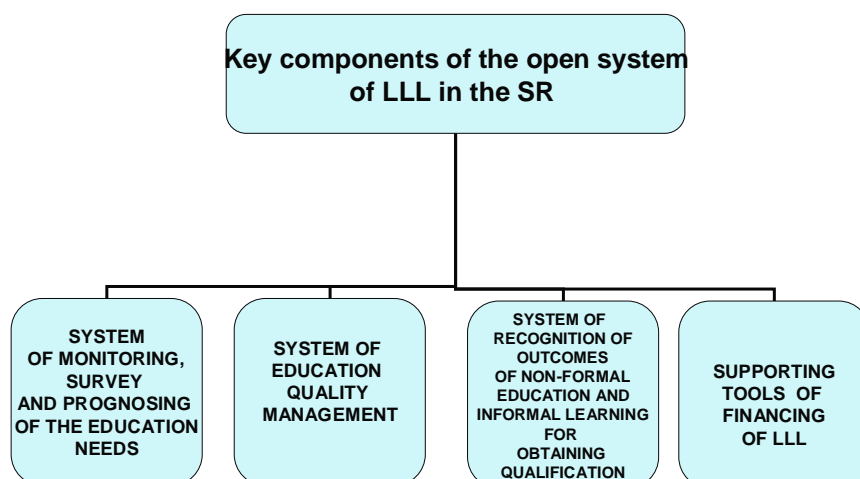 Key components of the open system
of LLL in the SR
SYSTEM
OF MONITORING,
SURVEY
AND PROGNOSING
OF THE EDUCATION
NEEDS
SYSTEM OF
EDUCATION
QUALITY
MANAGEMENT
SYSTEM OF
RECOGNITION OF
OUTCOMES
OF NON-FORMAL
EDUCATION AND
INFORMAL LEARNING
FOR
OBTAINING
QUALIFICATION
SUPPORTING
TOOLS OF
FINANCING
OF LLL